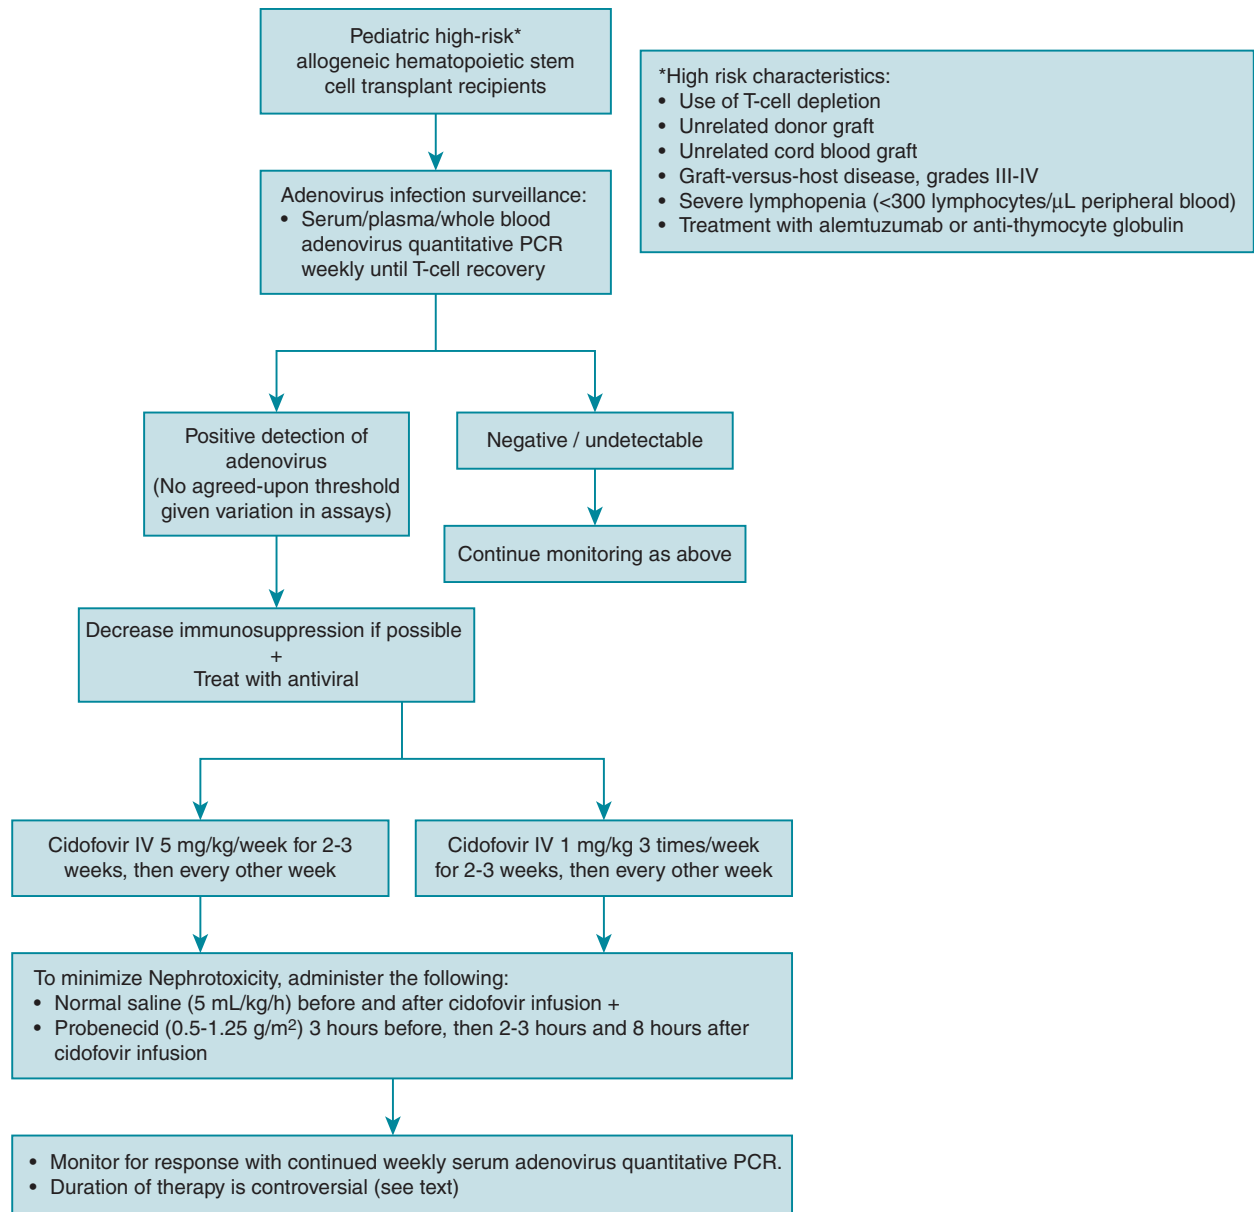 Pediatric high-risk*
allogeneic hematopoietic stem
cell transplant recipients
*High risk characteristics:
• Use of T-cell depletion
• Unrelated donor graft
• Unrelated cord blood graft
• Graft-versus-host disease, grades III-IV
• Severe lymphopenia (<300 lymphocytes/μL peripheral blood)
• Treatment with alemtuzumab or anti-thymocyte globulin
Adenovirus infection surveillance:
• Serum/plasma/whole blood
adenovirus quantitative PCR
weekly until T-cell recovery
Positive detection of
adenovirus
(No agreed-upon threshold
given variation in assays)
Negative / undetectable
Continue monitoring as above
Decrease immunosuppression if possible
+
Treat with antiviral
Cidofovir IV 5 mg/kg/week for 2-3
weeks, then every other week
Cidofovir IV 1 mg/kg 3 times/week
for 2-3 weeks, then every other week
To minimize Nephrotoxicity, administer the following:
• Normal saline (5 mL/kg/h) before and after cidofovir infusion +
• Probenecid (0.5-1.25 g/m²) 3 hours before, then 2-3 hours and 8 hours after
cidofovir infusion
• Monitor for response with continued weekly serum adenovirus quantitative PCR.
• Duration of therapy is controversial (see text)